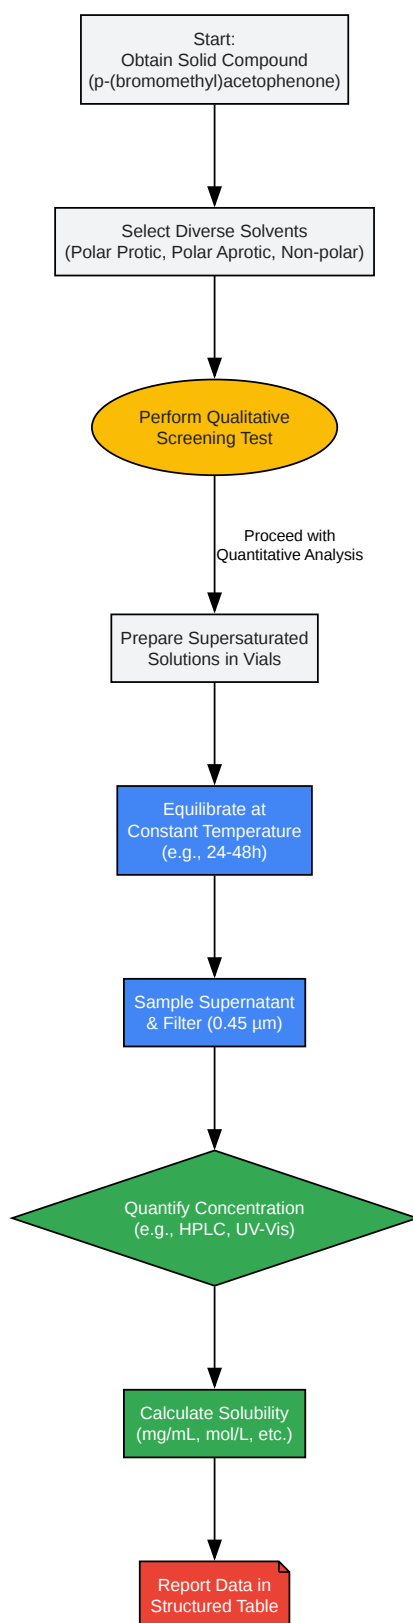 Start:
Obtain Solid Compound
(p-(bromomethyl)acetophenone)
Select Diverse Solvents
(Polar Protic, Polar Aprotic, Non-polar)
Perform Qualitative
Screening Test
Proceed with
Quantitative Analysis
Prepare Supersaturated
Solutions in Vials
Equilibrate at
Constant Temperature
(e.g., 24-48h)
Sample Supernatant
& Filter (0.45 µm)
Quantify Concentration
(e.g., HPLC, UV-Vis)
Calculate Solubility
(mg/mL, mol/L, etc.)
Report Data in
Structured Table